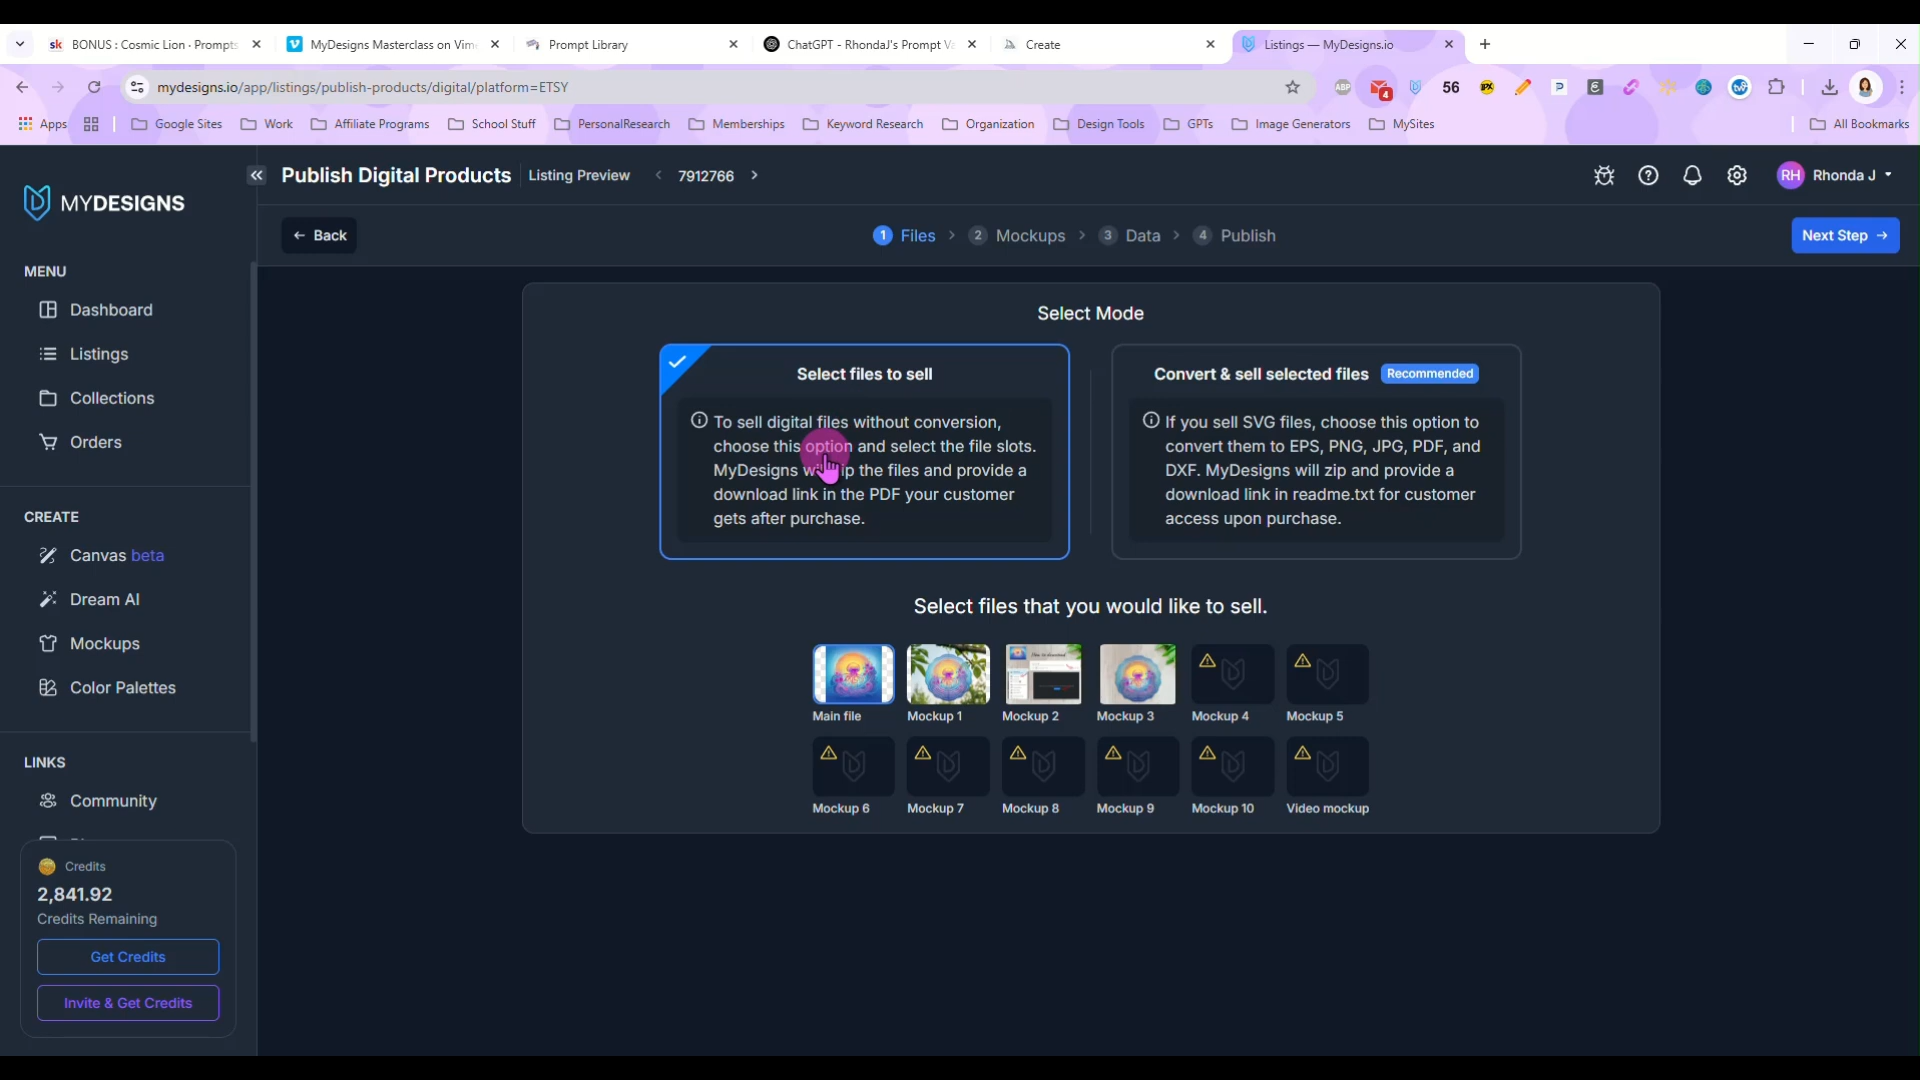 BONUS : Cosmic Lion · Prompts
MyDesigns Masterclass on Vim
Prompt Library
ChatGPT - RhondaJ's Prompt Va
Create
Listings — MyDesigns.io
mydesigns.io/app/listings/publish-products/digital/platform=ETSY
ABP
4
56
Apps
Google Sites
Work
Affiliate Programs
School Stuff
PersonalResearch
Memberships
Keyword Research
Organization
Design Tools
GPTs
Image Generators
MySites
All Bookmarks
MYDESIGNS
Publish Digital Products
Listing Preview
7912766
RH
Rhonda J
Back
1 Files
2 Mockups
3 Data
4 Publish
Next Step
MENU
Dashboard
Listings
Collections
Orders
CREATE
Canvas beta
Dream AI
Mockups
Color Palettes
LINKS
Community
Credits
2,841.92
Credits Remaining
Get Credits
Invite & Get Credits
Select Mode
Select files to sell
To sell digital files without conversion,
choose this option and select the file slots.
MyDesigns will zip the files and provide a
download link in the PDF your customer
gets after purchase.
Convert & sell selected files
Recommended
If you sell SVG files, choose this option to
convert them to EPS, PNG, JPG, PDF, and
DXF. MyDesigns will zip and provide a
download link in readme.txt for customer
access upon purchase.
Select files that you would like to sell.
Main file
Mockup 1
Mockup 2
Mockup 3
Mockup 4
Mockup 5
Mockup 6
Mockup 7
Mockup 8
Mockup 9
Mockup 10
Video mockup